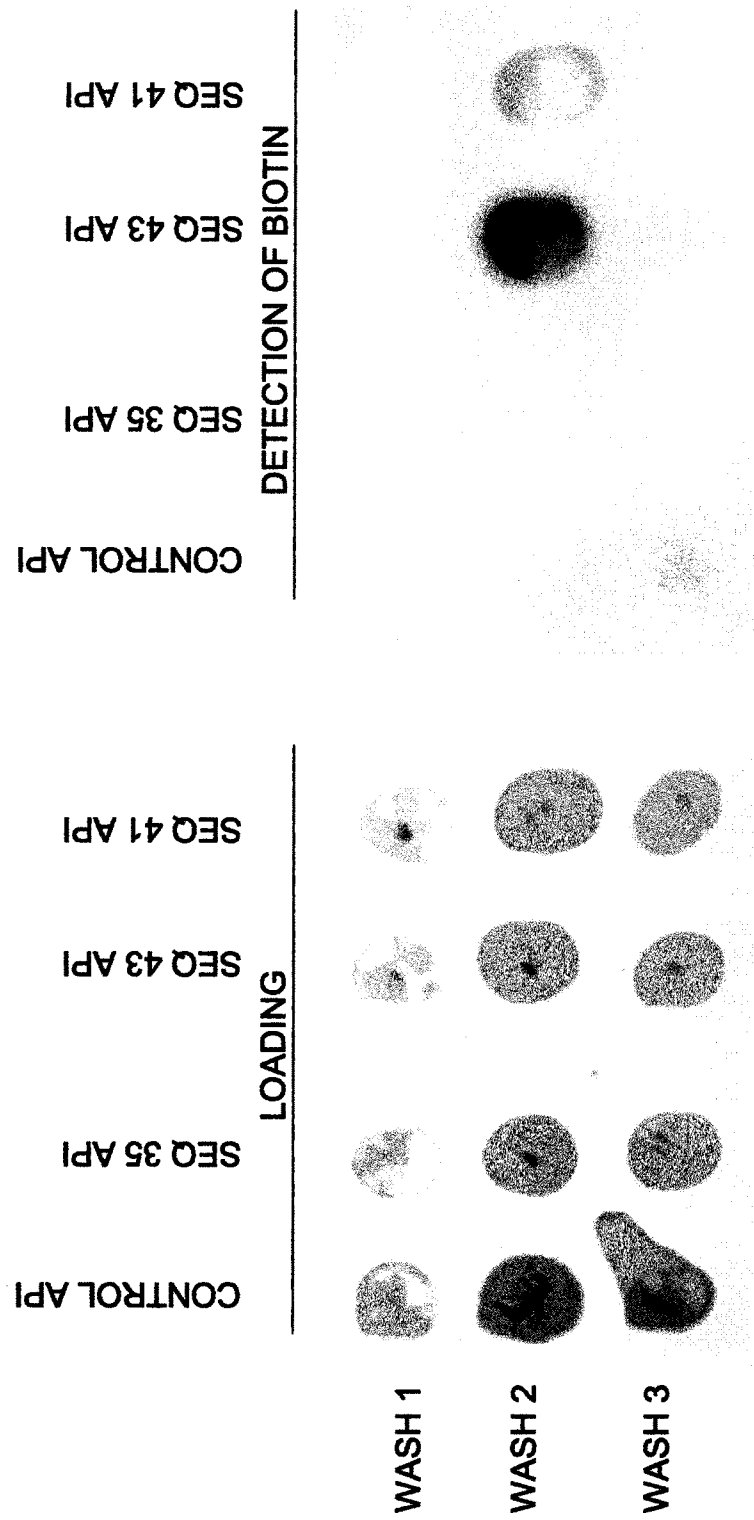 LOADING
CONTROL API
SEQ 35 API
SEQ 43 API
SEQ 41 API
DETECTION OF BIOTIN
CONTROL API
SEQ 35 API
SEQ 43 API
SEQ 41 API
WASH 1
WASH 2
WASH 3